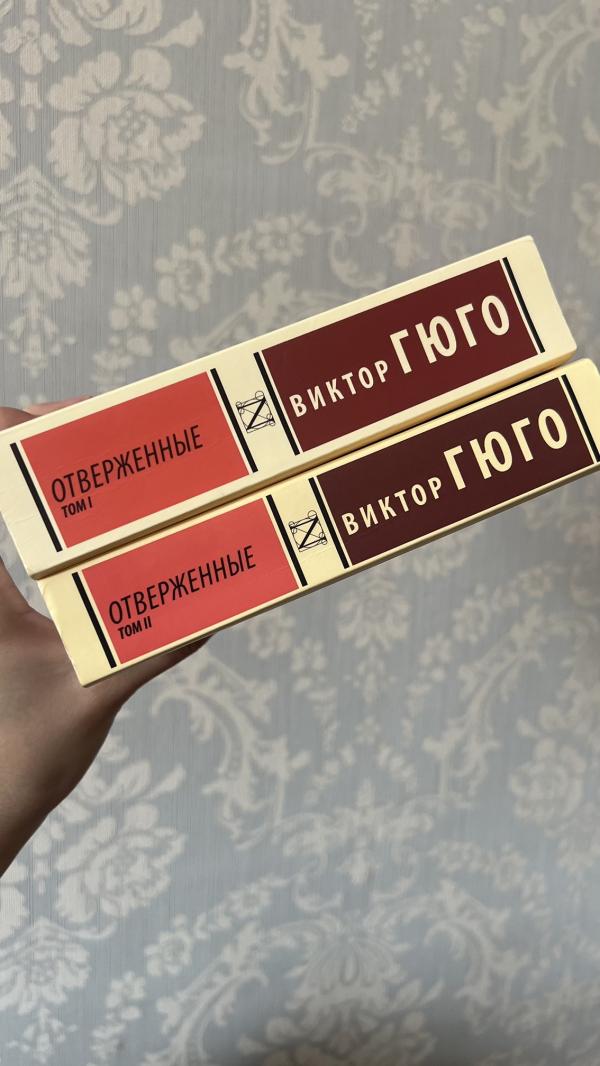 ОТВЕРЖЕННЫЕ
ТОМ I
ВИКТОР ГЮГО
ОТВЕРЖЕННЫЕ
ТОМ II
ВИКТОР ГЮГО